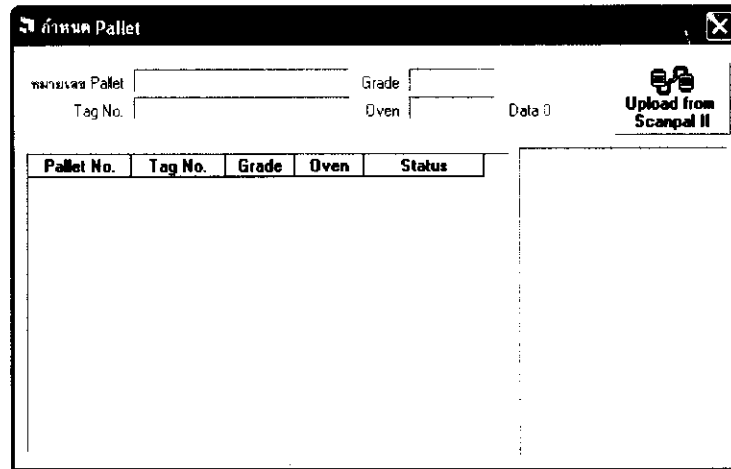 กำหนด Pallet
หมายเลข Pallet
Grade
Tag No.
Oven
Data 0
Upload from
Scanpal II
Pallet No. Tag No. Grade Oven Status